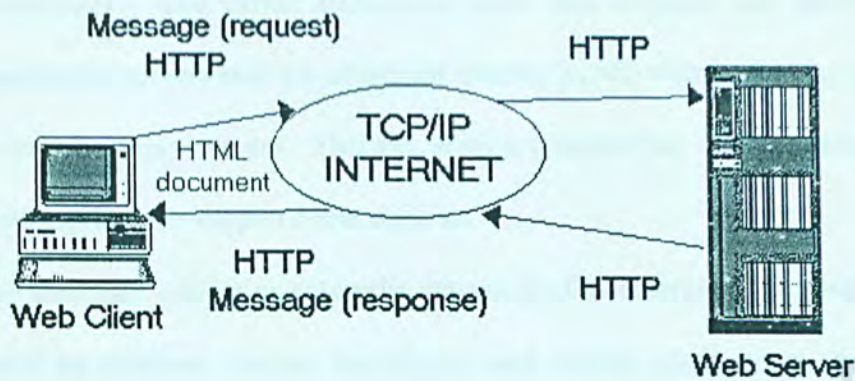 Message (request)
HTTP
HTTP
TCP/IP
INTERNET
HTML
document
HTTP
Message (response)
HTTP
Web Client
Web Server